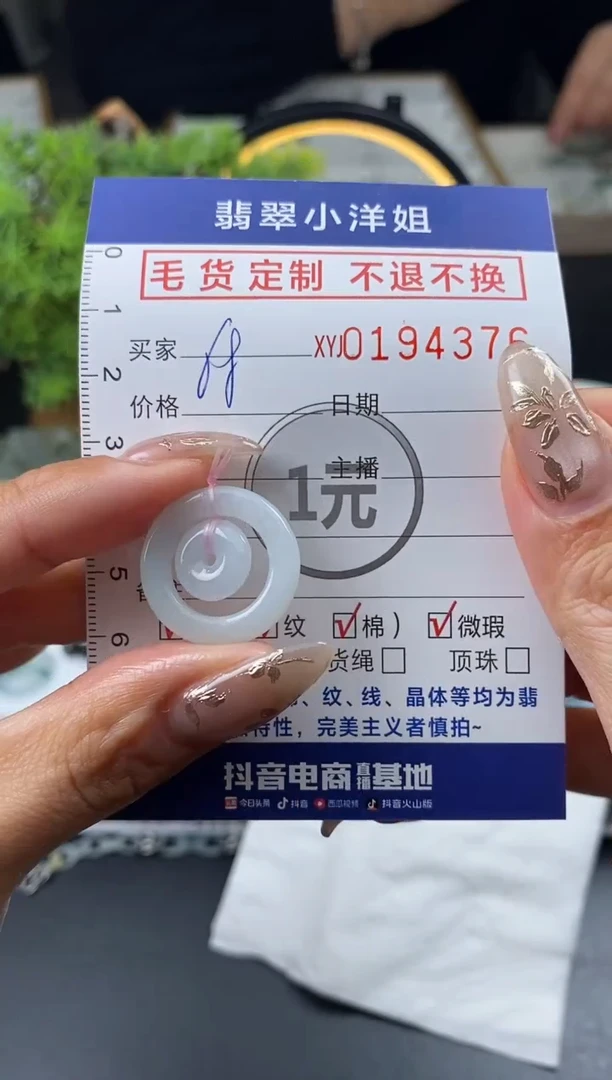 翡翠小洋姐
毛货定制 不退不换
0
1
2
3
5
6
买家 XYJ 0194376
价格 日期
1元 主播
纹 ☑棉) ☑微瑕
货绳□ 顶珠□
、纹、线、晶体等均为翡
特性，完美主义者慎拍~
抖音电商直播基地
今日头条 抖音 西瓜视频 抖音火山版